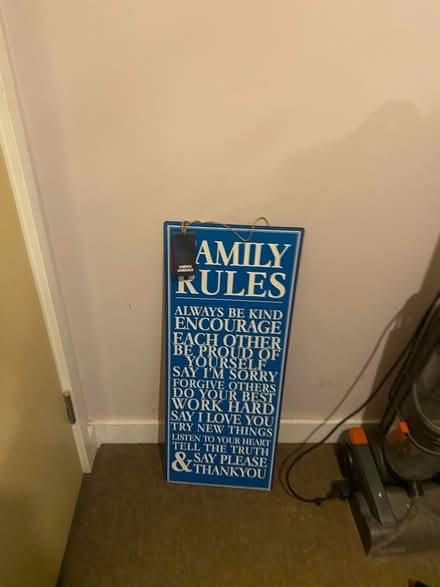 AMILY
RULES
ALWAYS BE KIND
ENCOURAGE
EACH OTHER
BE PROUD OF
YOURSELF
SAY I'M SORRY
FORGIVE OTHERS
DO YOUR BEST
WORK HARD
SAY I LOVE YOU
TRY NEW THINGS
LISTEN TO YOUR HEART
TELL THE TRUTH
& SAY PLEASE
THANKYOU